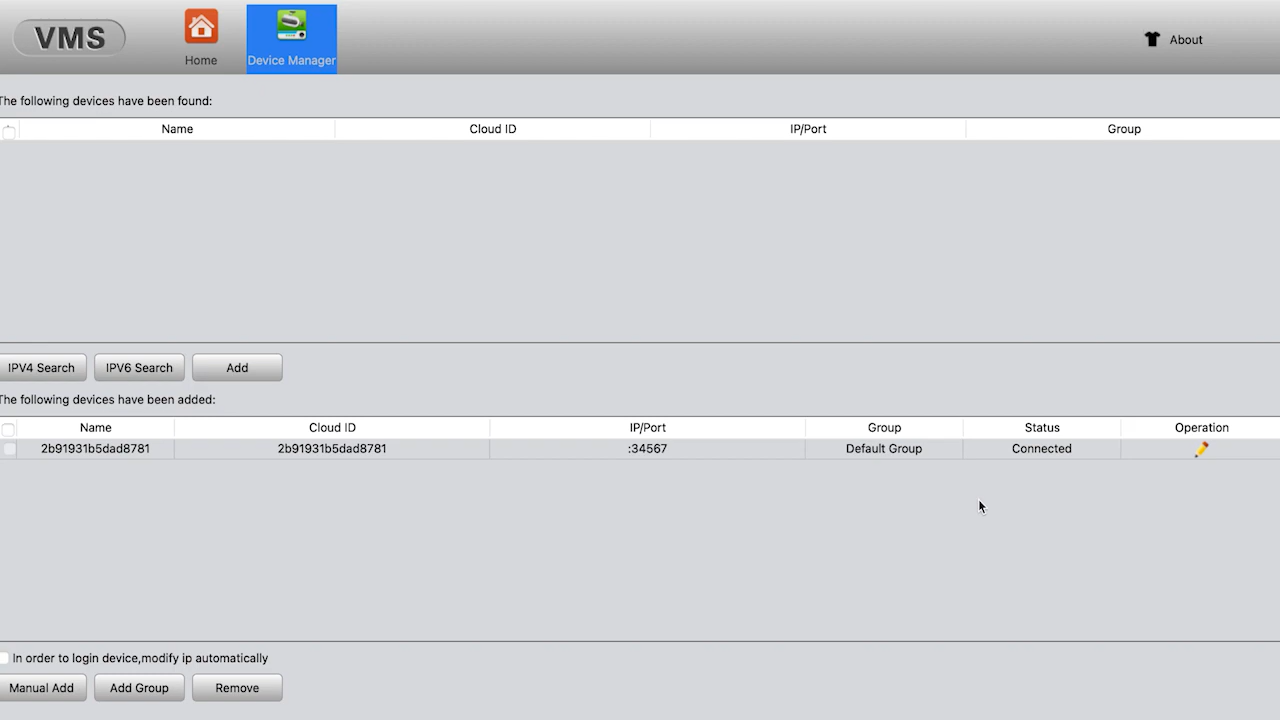 VMS
Home
Device Manager
About
The following devices have been found:
Name Cloud ID IP/Port Group
IPV4 Search IPV6 Search Add
The following devices have been added:
Name Cloud ID IP/Port Group Status Operation
2b91931b5dad8781 2b91931b5dad8781 :34567 Default Group Connected
In order to login device,modify ip automatically
Manual Add Add Group Remove